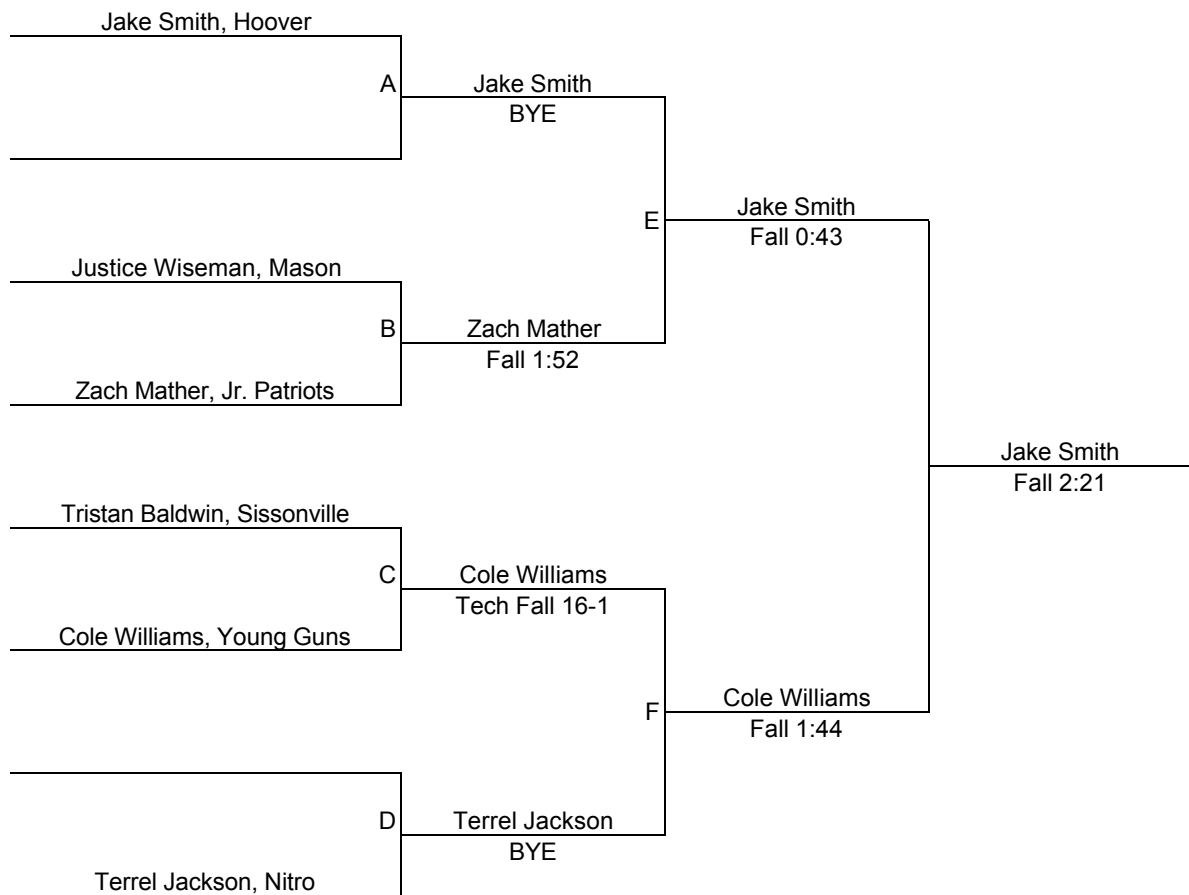 Jake Smith, Hoover
A
Jake Smith
BYE
E
Jake Smith
Fall 0:43
Justice Wiseman, Mason
B
Zach Mather
Fall 1:52
Zach Mather, Jr. Patriots
Jake Smith
Fall 2:21
Tristan Baldwin, Sissonville
C
Cole Williams
Tech Fall 16-1
Cole Williams, Young Guns
F
Cole Williams
Fall 1:44
D
Terrel Jackson
BYE
Terrel Jackson, Nitro